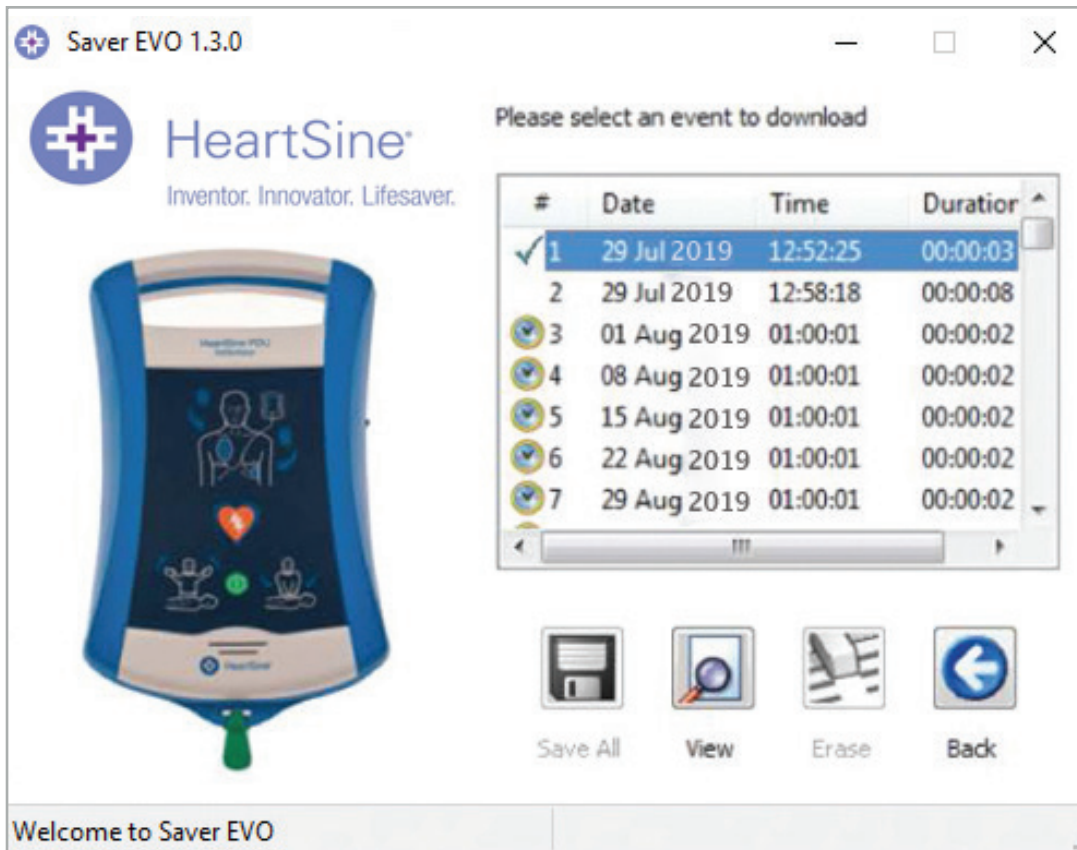 Saver EVO 1.3.0
HeartSine®
Inventor. Innovator. Lifesaver.
HeartSine PDU
HeartSine
Please select an event to download
# Date Time Duration
1 29 Jul 2019 12:52:25 00:00:03
2 29 Jul 2019 12:58:18 00:00:08
3 01 Aug 2019 01:00:01 00:00:02
4 08 Aug 2019 01:00:01 00:00:02
5 15 Aug 2019 01:00:01 00:00:02
6 22 Aug 2019 01:00:01 00:00:02
7 29 Aug 2019 01:00:01 00:00:02
Save All View Erase Back
Welcome to Saver EVO